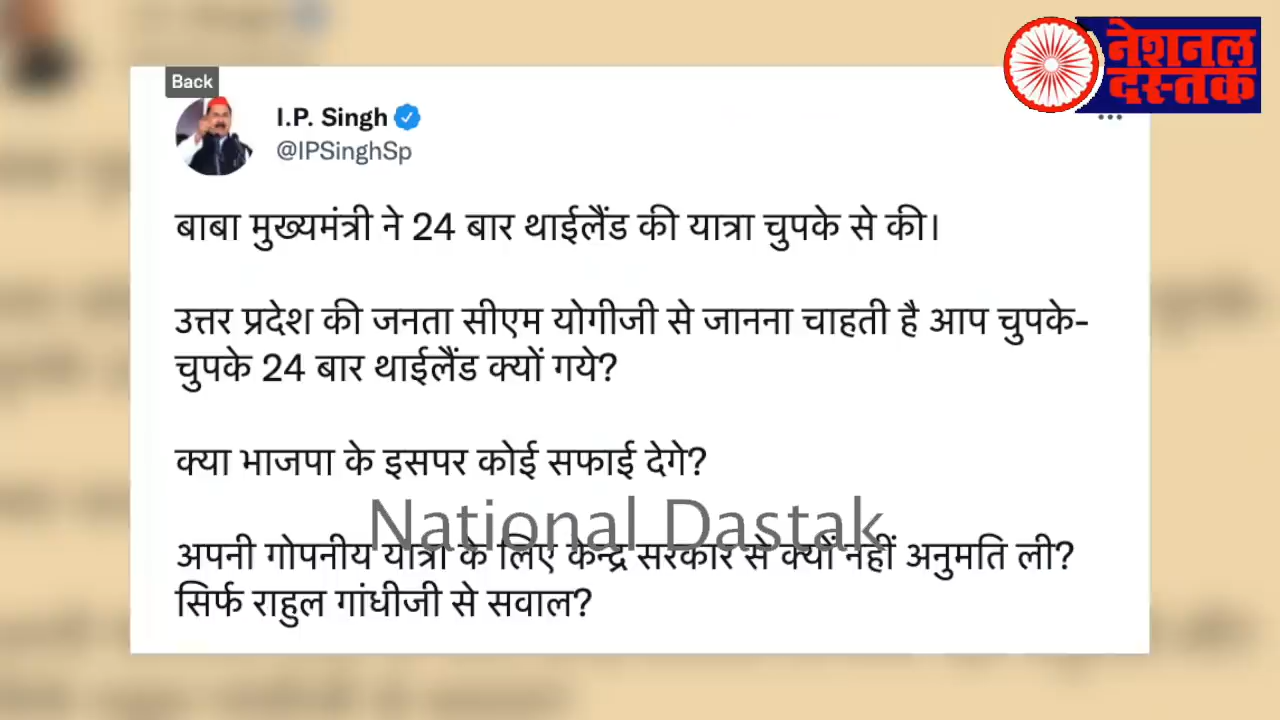 नेशनल
दस्तक
Back
I.P. Singh
@IPSinghSp
बाबा मुख्यमंत्री ने 24 बार थाईलैंड की यात्रा चुपके से की।
उत्तर प्रदेश की जनता सीएम योगीजी से जानना चाहती है आप चुपके-
चुपके 24 बार थाईलैंड क्यों गये?
क्या भाजपा के इसपर कोई सफाई देगे?
National Dastak
अपनी गोपनीय यात्रा के लिए केन्द्र सरकार से क्यों नहीं अनुमति ली?
सिर्फ राहुल गांधीजी से सवाल?